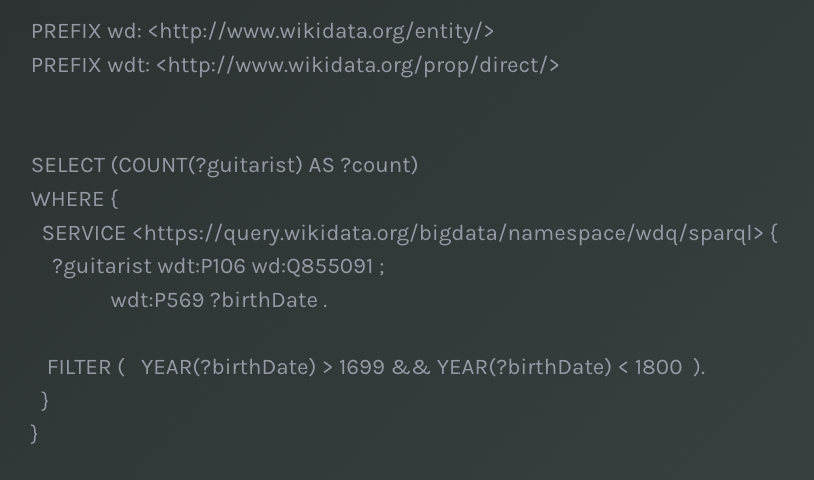 PREFIX wd: <http://www.wikidata.org/entity/>
PREFIX wdt: <http://www.wikidata.org/prop/direct/>
SELECT (COUNT(?guitarist) AS ?count)
WHERE {
SERVICE <https://query.wikidata.org/bigdata/namespace/wdq/sparql> {
?guitarist wdt:P106 wd:Q855091 ;
wdt:P569 ?birthDate .
FILTER ( YEAR(?birthDate) > 1699 && YEAR(?birthDate) < 1800 ).
}
}